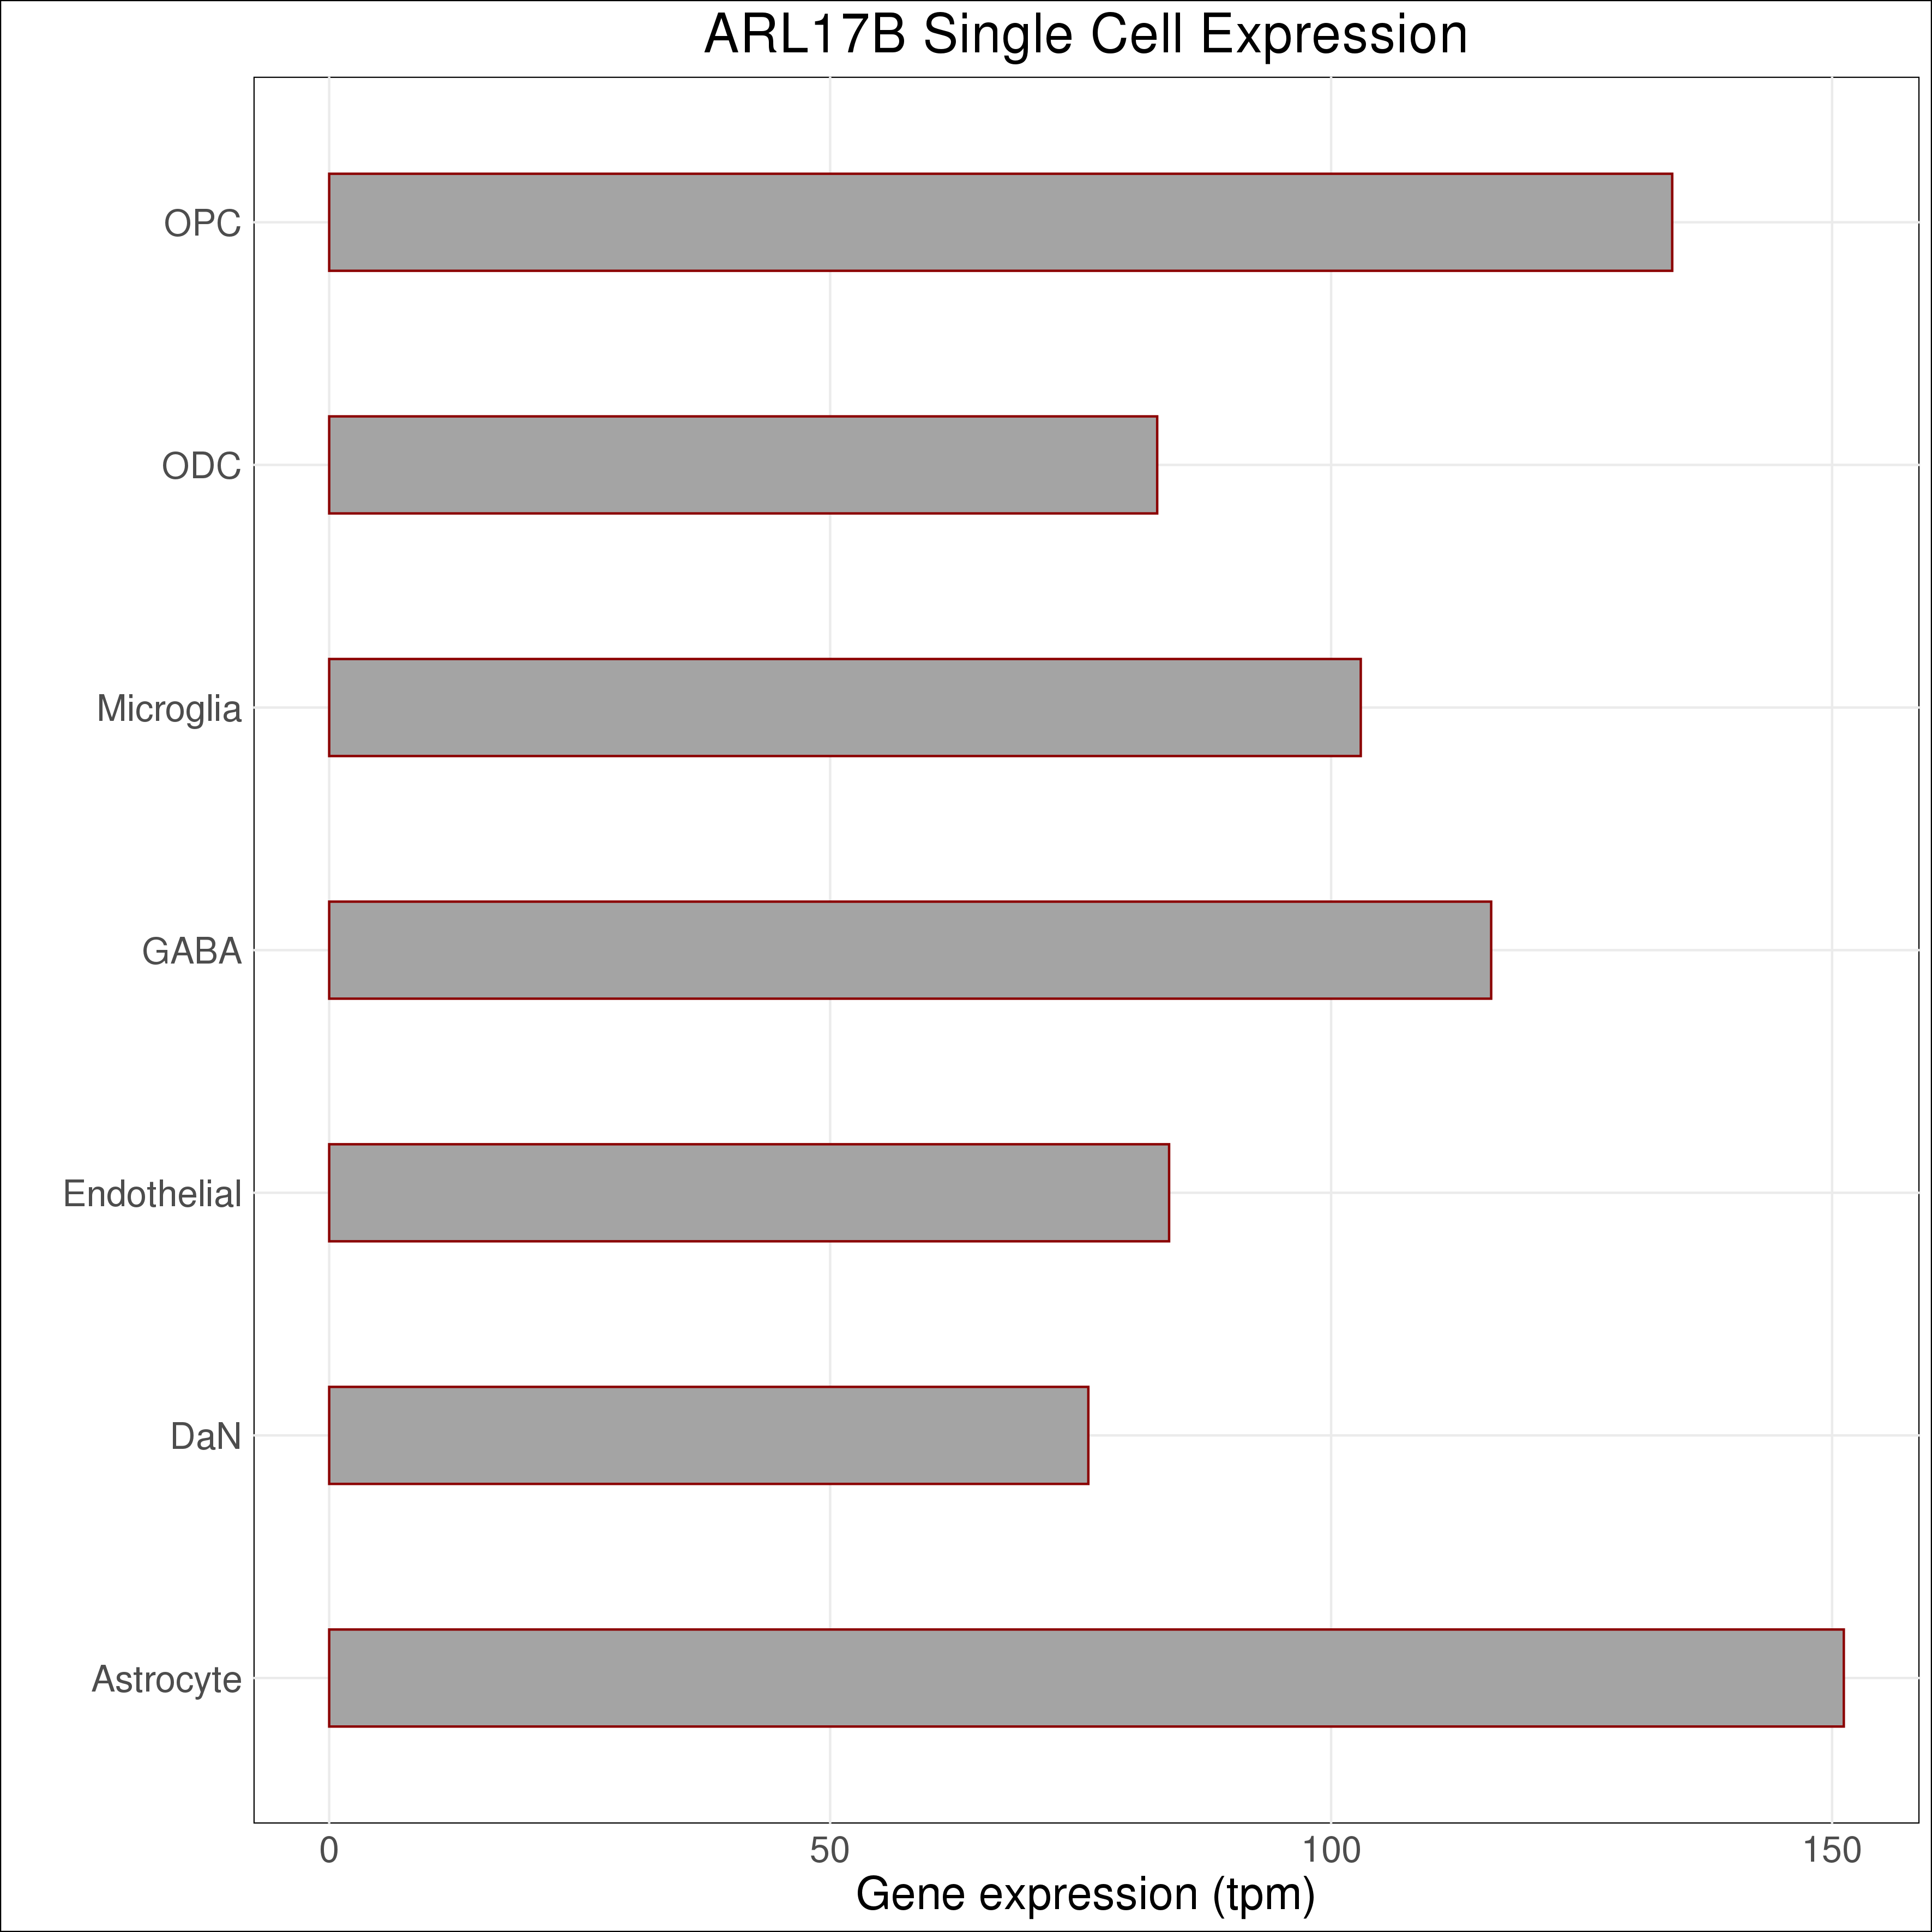 ARL17B Single Cell Expression
OPC
ODC
Microglia
GABA
Endothelial
DaN
Astrocyte
0 50 100 150
Gene expression (tpm)